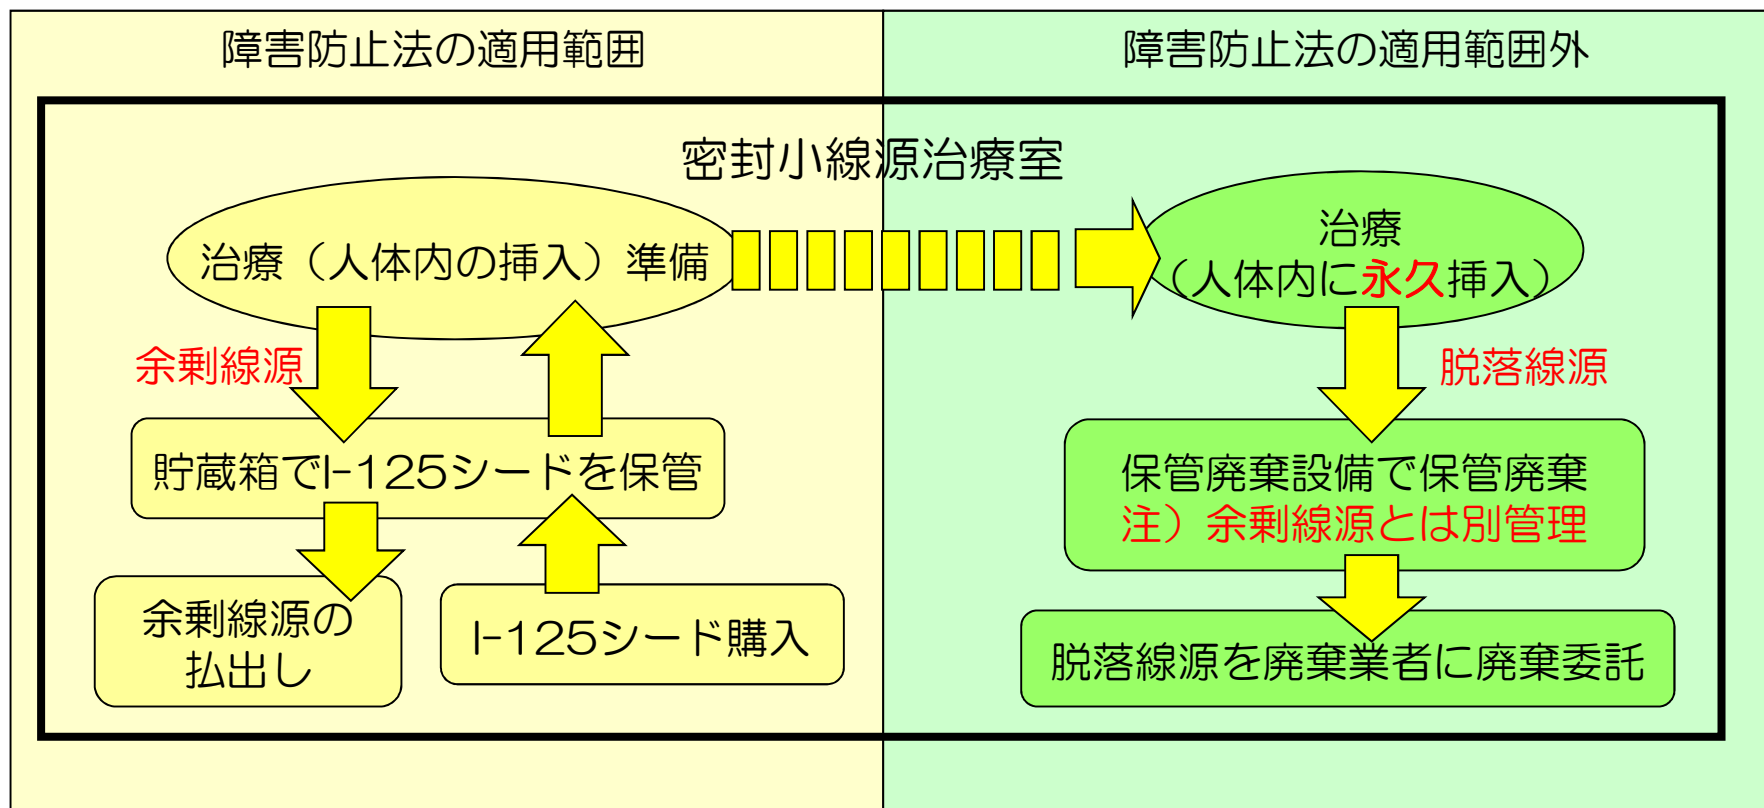 障害防止法の適用範囲
障害防止法の適用範囲外
密封小線源治療室
治療（人体内の挿入）準備
治療
（人体内に永久挿入）
余剰線源
脱落線源
貯蔵箱でI-125シードを保管
保管廃棄設備で保管廃棄
注）余剰線源とは別管理
余剰線源の
払出し
I-125シード購入
脱落線源を廃棄業者に廃棄委託